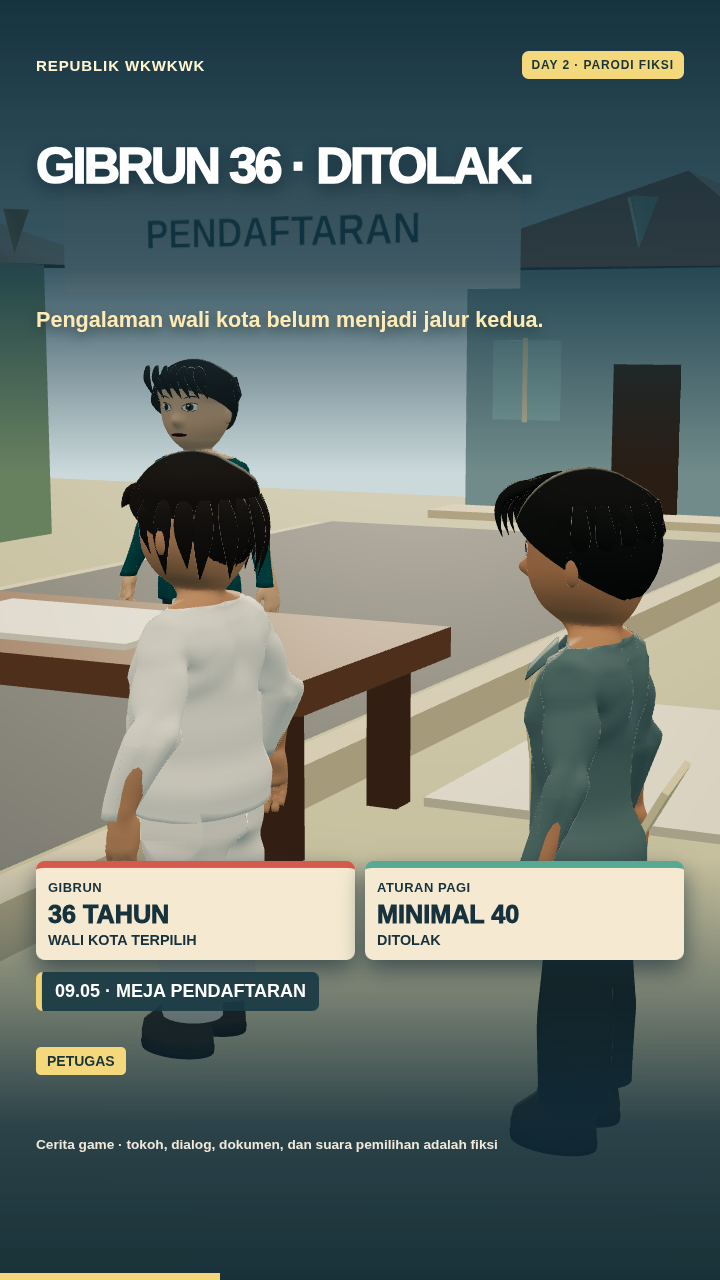 REPUBLIK WKWKWK
DAY 2 · PARODI FIKSI
GIBRUN 36 · DITOLAK.
PENDAFTARAN
Pengalaman wali kota belum menjadi jalur kedua.
GIBRUN
36 TAHUN
WALI KOTA TERPILIH
ATURAN PAGI
MINIMAL 40
DITOLAK
09.05 · MEJA PENDAFTARAN
PETUGAS
Cerita game · tokoh, dialog, dokumen, dan suara pemilihan adalah fiksi